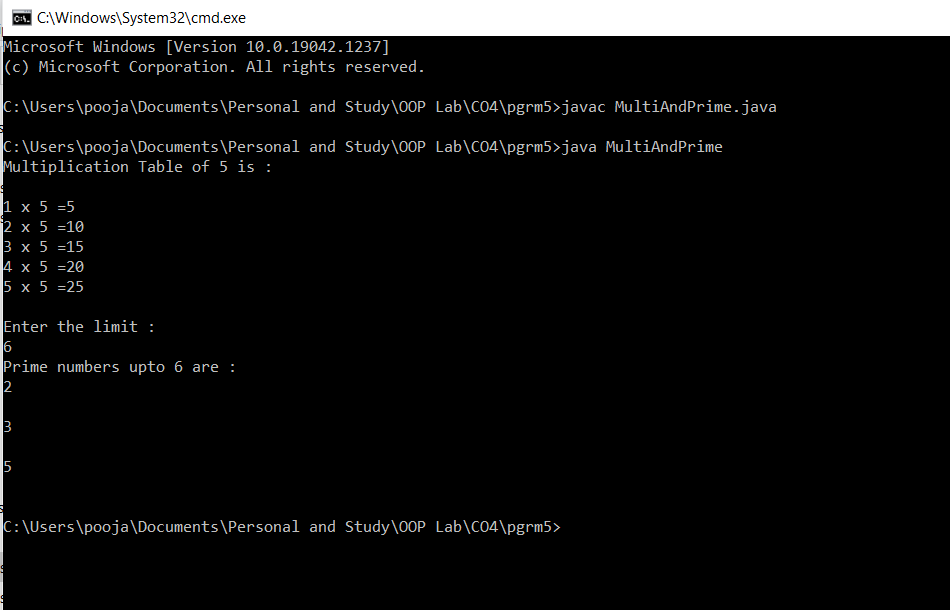 C:\Windows\System32\cmd.exe
Microsoft Windows [Version 10.0.19042.1237]
(c) Microsoft Corporation. All rights reserved.
C:\Users\pooja\Documents\Personal and Study\OOP Lab\CO4\pgrm5>javac MultiAndPrime.java
C:\Users\pooja\Documents\Personal and Study\OOP Lab\CO4\pgrm5>java MultiAndPrime
Multiplication Table of 5 is :
1 x 5 =5
2 x 5 =10
3 x 5 =15
4 x 5 =20
5 x 5 =25
Enter the limit :
6
Prime numbers upto 6 are :
2
3
5
C:\Users\pooja\Documents\Personal and Study\OOP Lab\CO4\pgrm5>